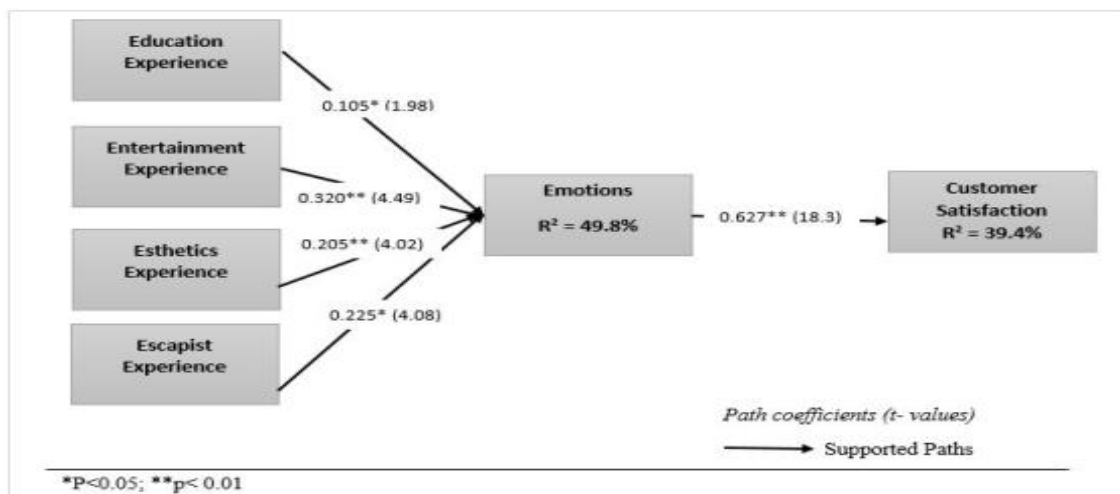 Education
Experience
0.105* (1.98)
Entertainment
Experience
0.320** (4.49)
Esthetics
Experience
0.205** (4.02)
Escapist
Experience
0.225* (4.08)
Emotions
R² = 49.8%
0.627** (18.3)
Customer
Satisfaction
R² = 39.4%
Path coefficients (t- values)
Supported Paths
*P<0.05; **p< 0.01